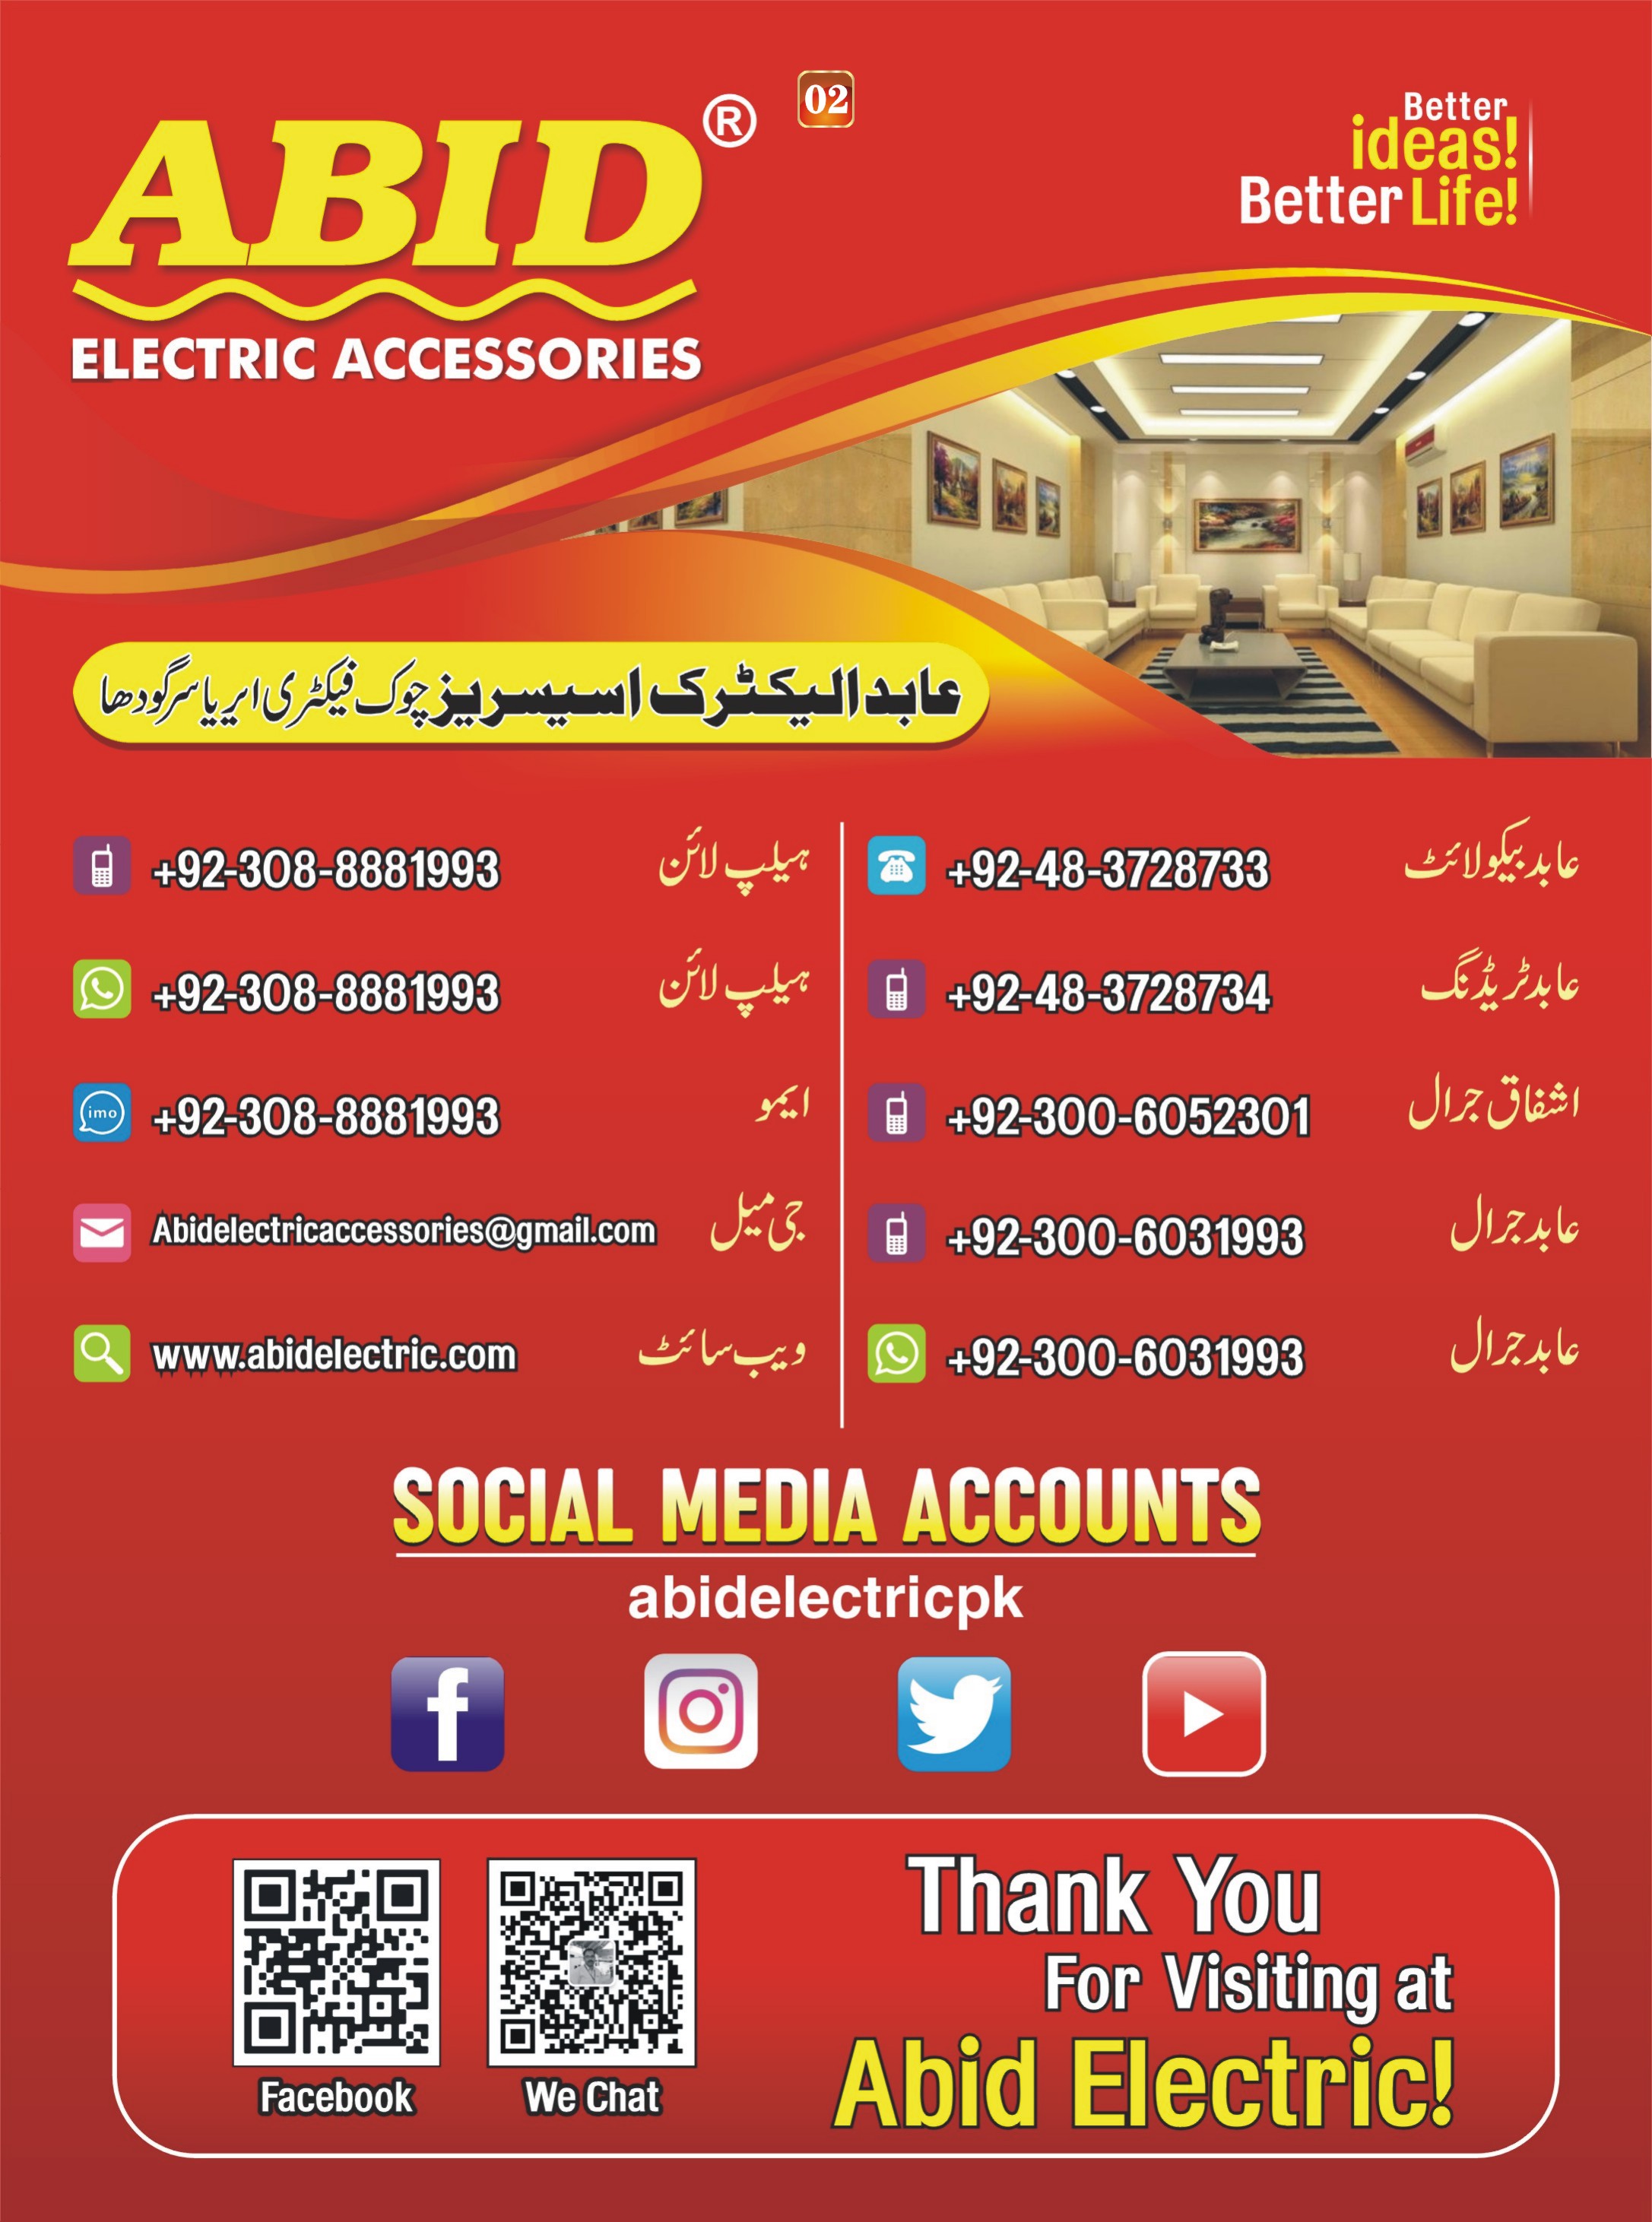 ABID®
02
Better
ideas!
Better Life!
ELECTRIC ACCESSORIES
عابد الیکٹرک اسیسریز چوک فیکٹری ایریا سرگودھا
+92-308-8881993 ہیلپ لائن
+92-308-8881993 ہیلپ لائن
imo +92-308-8881993 ایمو
Abidelectricaccessories@gmail.com جی میل
www.abidelectric.com ویب سائٹ
+92-48-3728733 عابد بیکولائٹ
+92-48-3728734 عابد ٹریڈنگ
+92-300-6052301 اشفاق جرال
+92-300-6031993 عابد جرال
+92-300-6031993 عابد جرال
SOCIAL MEDIA ACCOUNTS
abidelectricpk
Facebook
We Chat
Thank You
For Visiting at
Abid Electric!